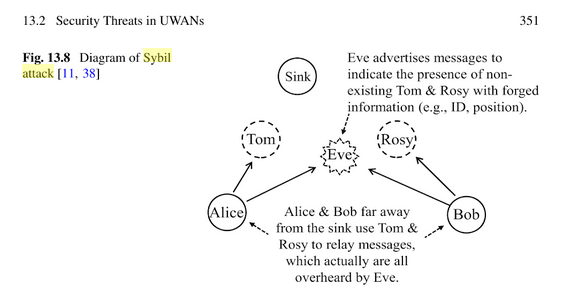 13.2 Security Threats in UWANs
351
Fig. 13.8 Diagram of Sybil
attack [11, 38]
Sink
Eve advertises messages to
indicate the presence of non-
existing Tom & Rosy with forged
information (e.g., ID, position).
Tom
Eve
Rosy
Alice
Alice & Bob far away
from the sink use Tom &
Rosy to relay messages,
which actually are all
overheard by Eve.
Bob